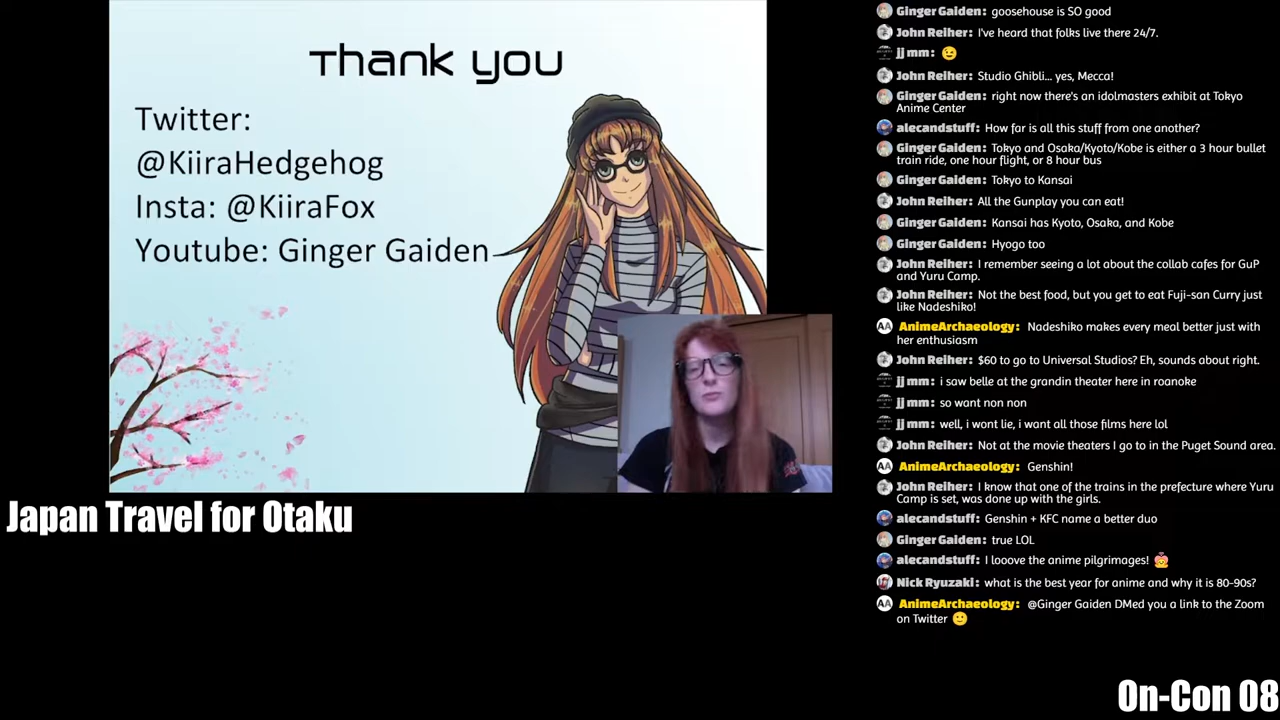 Thank you
Twitter:
@KiiraHedgehog
Insta: @KiiraFox
Youtube: Ginger Gaiden
Japan Travel for Otaku
Ginger Gaiden: goosehouse is SO good
John Reiher: I've heard that folks live there 24/7.
jj mm: 😉
John Reiher: Studio Ghibli... yes, Mecca!
Ginger Gaiden: right now there's an idolmasters exhibit at Tokyo
Anime Center
alecandstuff: How far is all this stuff from one another?
Ginger Gaiden: Tokyo and Osaka/Kyoto/Kobe is either a 3 hour bullet
train ride, one hour flight, or 8 hour bus
Ginger Gaiden: Tokyo to Kansai
John Reiher: All the Gunplay you can eat!
Ginger Gaiden: Kansai has Kyoto, Osaka, and Kobe
Ginger Gaiden: Hyogo too
John Reiher: I remember seeing a lot about the collab cafes for GuP
and Yuru Camp.
John Reiher: Not the best food, but you get to eat Fuji-san Curry just
like Nadeshiko!
AA AnimeArchaeology: Nadeshiko makes every meal better just with
her enthusiasm
John Reiher: $60 to go to Universal Studios? Eh, sounds about right.
jj mm: i saw belle at the grandin theater here in roanoke
jj mm: so want non non
jj mm: well, i wont lie, i want all those films here lol
John Reiher: Not at the movie theaters I go to in the Puget Sound area.
AA AnimeArchaeology: Genshin!
John Reiher: I know that one of the trains in the prefecture where Yuru
Camp is set, was done up with the girls.
alecandstuff: Genshin + KFC name a better duo
Ginger Gaiden: true LOL
alecandstuff: I looove the anime pilgrimages!
Nick Ryuzaki: what is the best year for anime and why it is 80-90s?
AA AnimeArchaeology: @Ginger Gaiden DMed you a link to the Zoom
on Twitter 🙂
On-Con 08